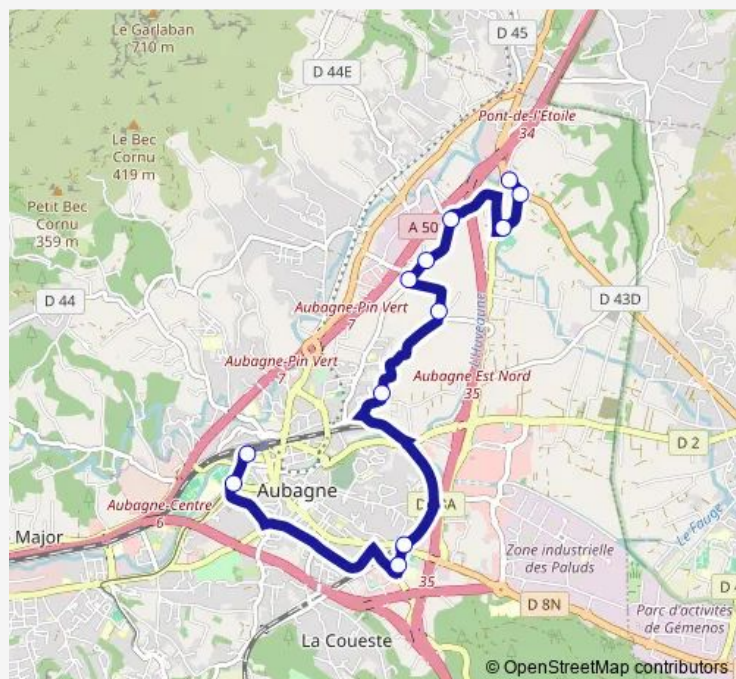 Le Garlaban
710 m
D 45
D 44E
Pont-de-l'Étoile
34
Le Bec
Cornu
419 m
Petit Bec
Cornu
359 m
A 50
D 44
D 43D
Aubagne-Pin Vert
7
L'Huveaune
Aubagne-Pin Vert
7
Aubagne Est Nord
35
D 2
Aubagne
Aubagne-Centre
6
Major
Zone industrielle
des Paluds
Le Fauge
35
D 8N
Parc d'activités
de Gémenos
La Coueste
© OpenStreetMap contributors